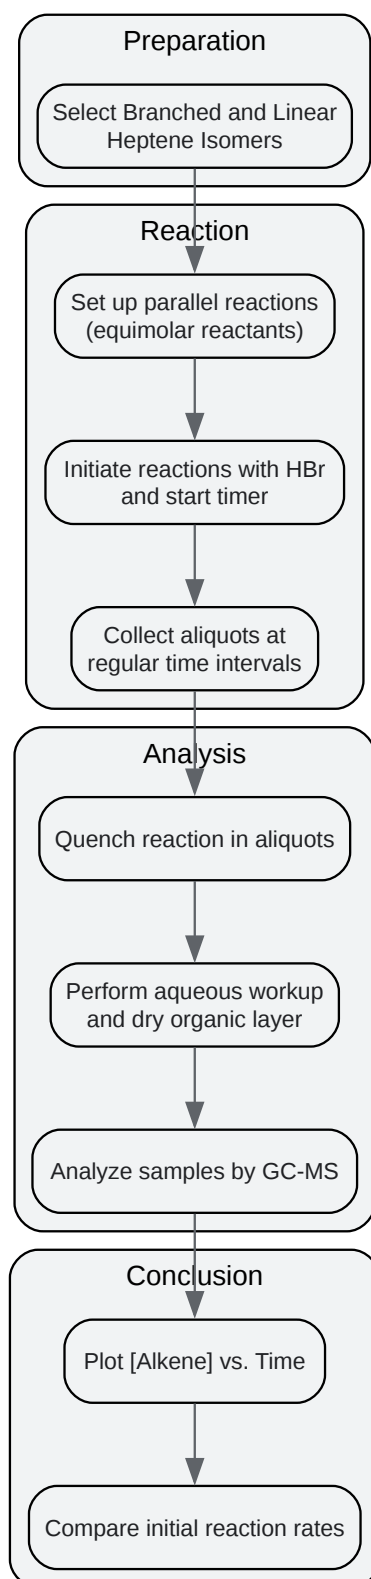 Preparation
Select Branched and Linear
Heptene Isomers
Reaction
Set up parallel reactions
(equimolar reactants)
Initiate reactions with HBr
and start timer
Collect aliquots at
regular time intervals
Analysis
Quench reaction in aliquots
Perform aqueous workup
and dry organic layer
Analyze samples by GC-MS
Conclusion
Plot [Alkene] vs. Time
Compare initial reaction rates